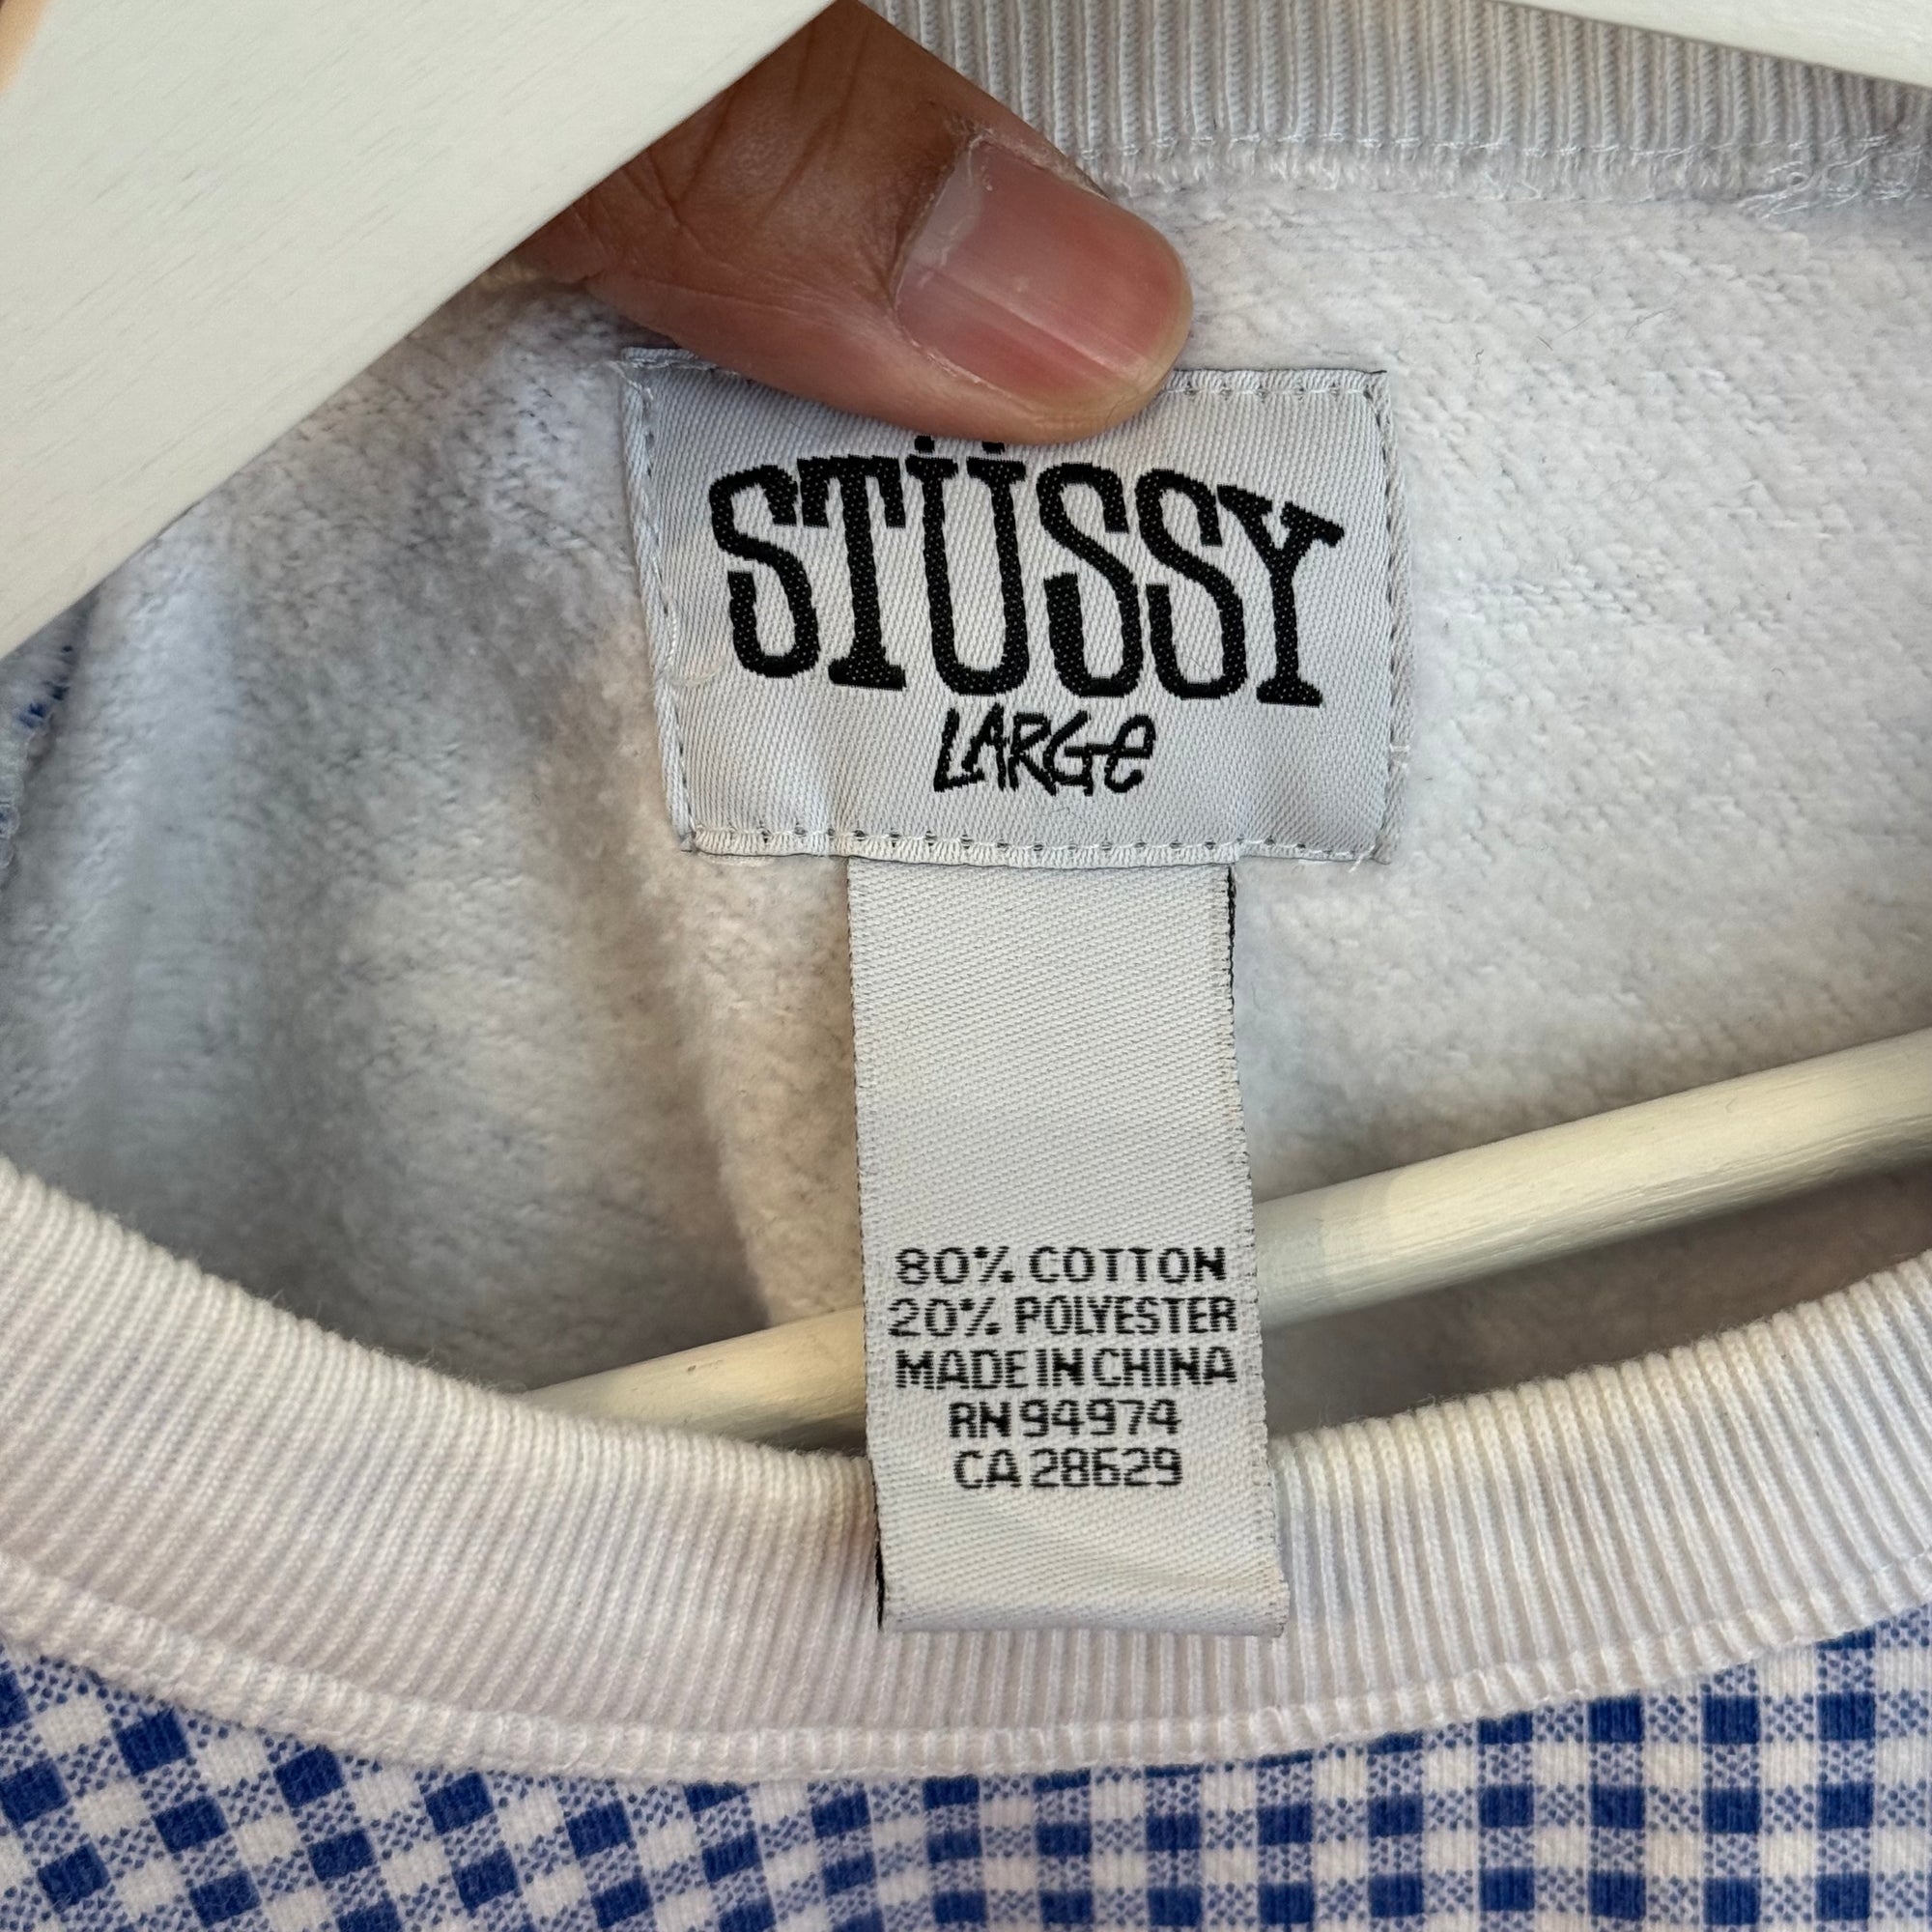 STÜSSY
LARGe
80% COTTON
20% POLYESTER
MADE IN CHINA
RN 94974
CA 28629